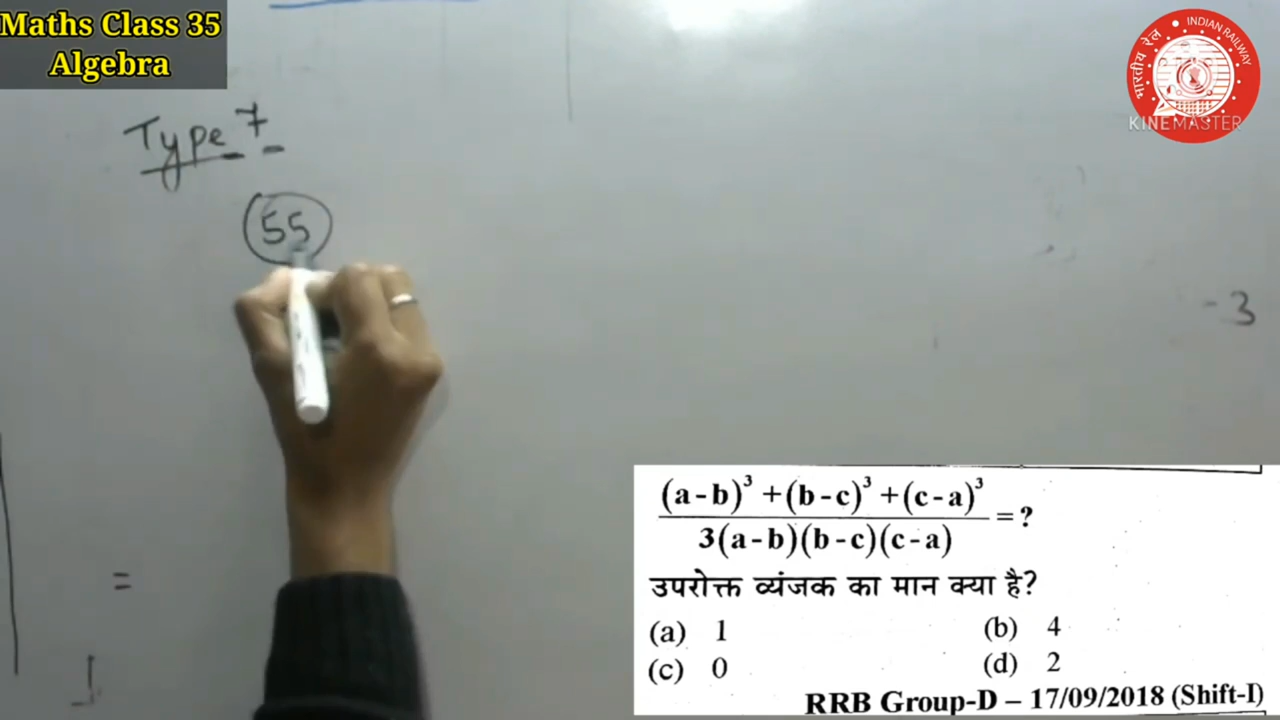 Maths Class 35
Algebra
भारतीय रेल
INDIAN RAILWAY
KINEMASTER
Type 7
55
-3
=
(a-b)³ +(b-c)³ +(c-a)³
3(a-b)(b-c)(c-a)
= ?
उपरोक्त व्यंजक का मान क्या है?
(a) 1
(b) 4
(c) 0
(d) 2
RRB Group-D – 17/09/2018 (Shift-I)